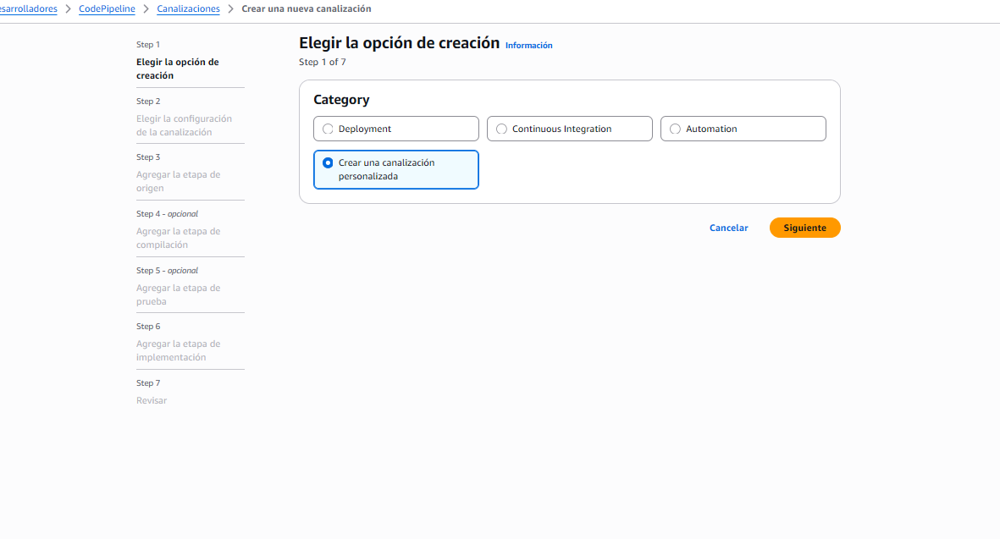 esarrolladores > CodePipeline > Canalizaciones > Crear una nueva canalización
Step 1
Elegir la opción de
creación
Step 2
Elegir la configuración
de la canalización
Step 3
Agregar la etapa de
origen
Step 4 - opcional
Agregar la etapa de
compilación
Step 5 - opcional
Agregar la etapa de
prueba
Step 6
Agregar la etapa de
implementación
Step 7
Revisar
Elegir la opción de creación Información
Step 1 of 7
Category
Deployment
Continuous Integration
Automation
Crear una canalización
personalizada
Cancelar
Siguiente